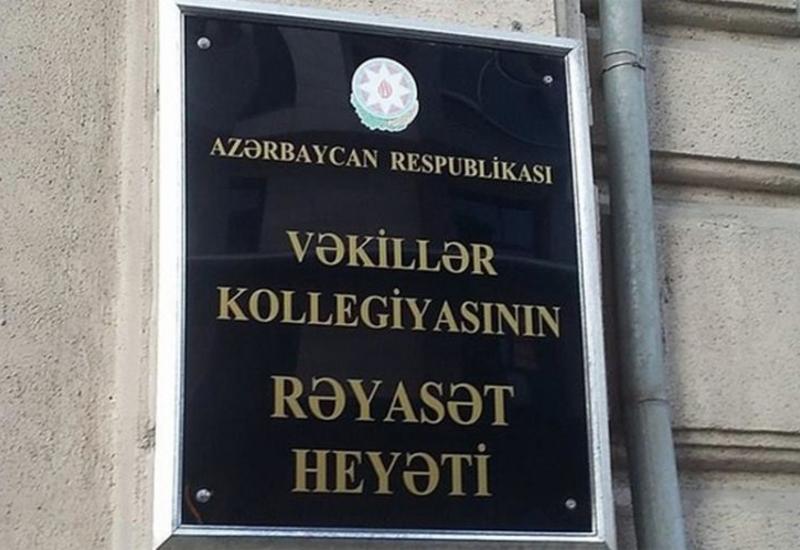 AZƏRBAYCAN RESPUBLİKASI
VƏKİLLƏR
KOLLEGİYASININ
RƏYASƏT
HEYƏTİ